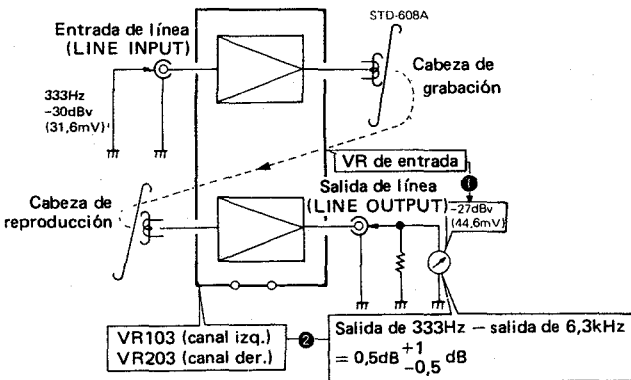 STD-608A
Entrada de línea
(LINE INPUT)
Cabeza de
grabación
333Hz
-30dBv
(31,6mV)
VR de entrada
1
Salida de línea
(LINE OUTPUT)
Cabeza de
reproducción
-27dBv
(44,6mV)
VR103 (canal izq.)
VR203 (canal der.)
2
Salida de 333Hz — salida de 6,3kHz
= 0,5dB +1 -0,5 dB